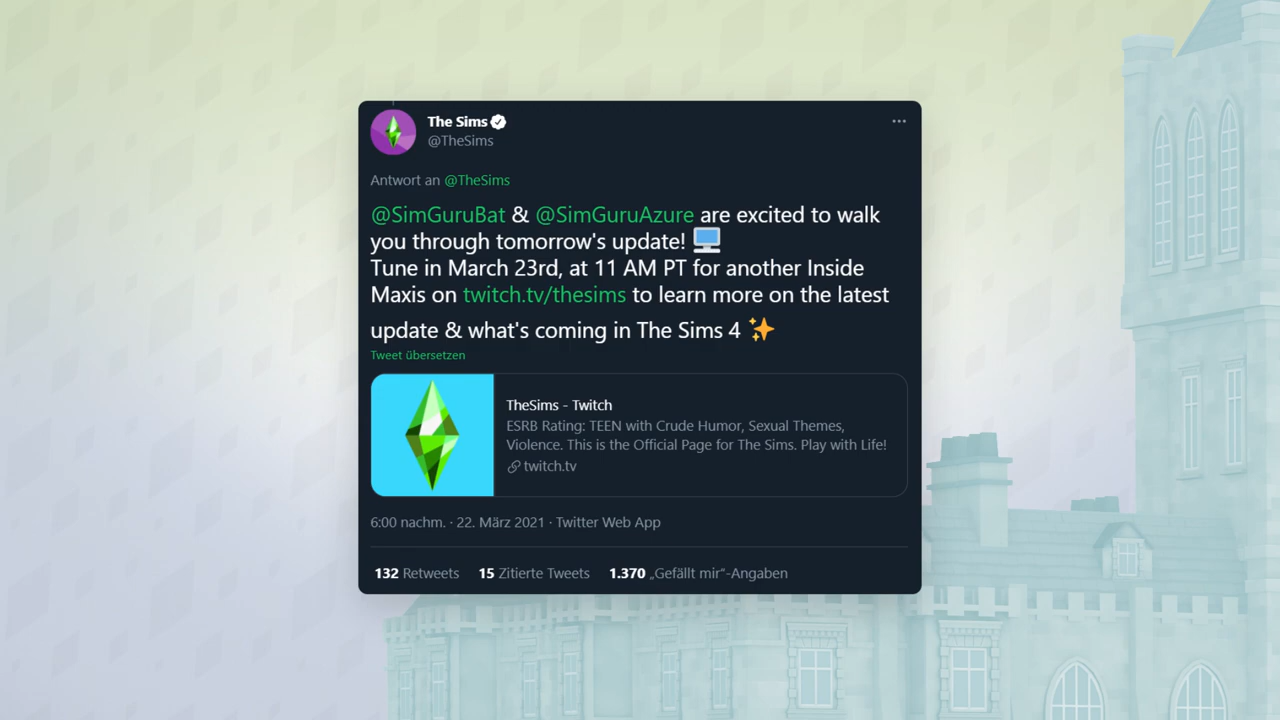 The Sims
@TheSims
Antwort an @TheSims
@SimGuruBat & @SimGuruAzure are excited to walk
you through tomorrow's update! 🖥️
Tune in March 23rd, at 11 AM PT for another Inside
Maxis on twitch.tv/thesims to learn more on the latest
update & what's coming in The Sims 4 ✨
Tweet übersetzen
TheSims - Twitch
ESRB Rating: TEEN with Crude Humor, Sexual Themes,
Violence. This is the Official Page for The Sims. Play with Life!
twitch.tv
6:00 nachm. · 22. März 2021 · Twitter Web App
132 Retweets 15 Zitierte Tweets 1.370 „Gefällt mir“-Angaben